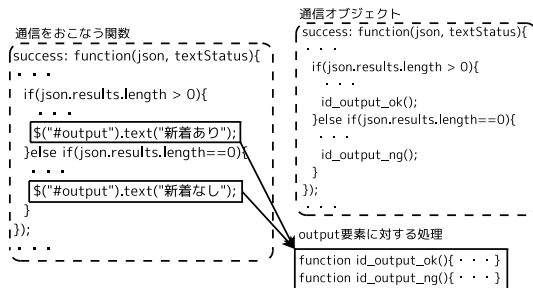 通信をおこなう関数
success: function(json, textStatus){
・・・
if(json.results.length > 0){
・・・
$("#output").text("新着あり");
}else if(json.results.length==0){
・・・
$("#output").text("新着なし");
}
});
・・・
通信オブジェクト
success: function(json, textStatus){
・・・
if(json.results.length > 0){
・・・
id_output_ok();
}else if(json.results.length==0){
・・・
id_output_ng();
}
});
・・・
output要素に対する処理
function id_output_ok(){ ・・・ }
function id_output_ng(){ ・・・ }